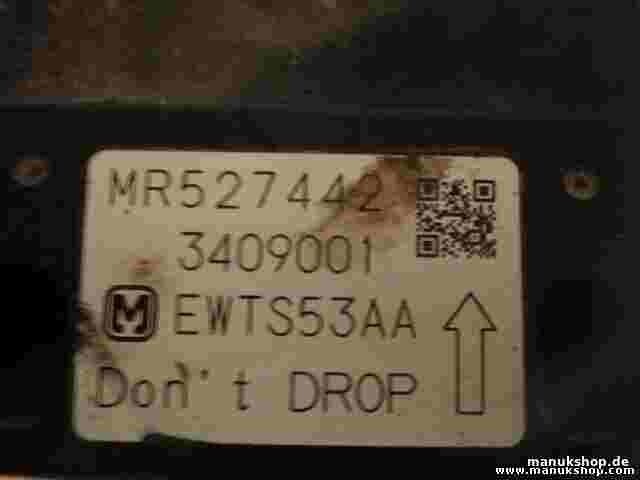 MR527442
3409001
M EWTS53AA
Don't DROP
manukshop.de
www.manukshop.com